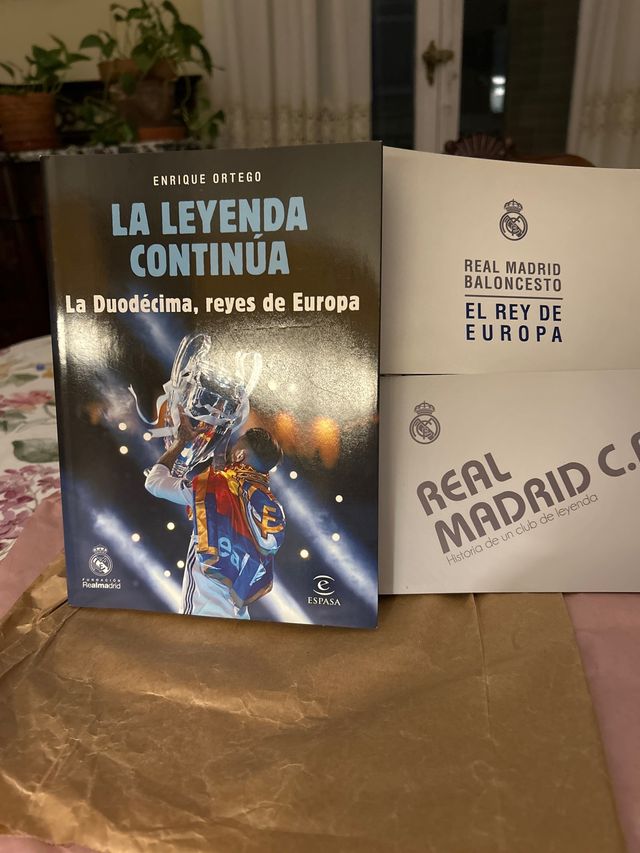 ENRIQUE ORTEGO
LA LEYENDA
CONTINÚA
La Duodécima, reyes de Europa
FUNDACIÓN
Realmadrid
ESPASA
REAL MADRID
BALONCESTO
EL REY DE
EUROPA
REAL
MADRID C.F
Historia de un club de leyenda